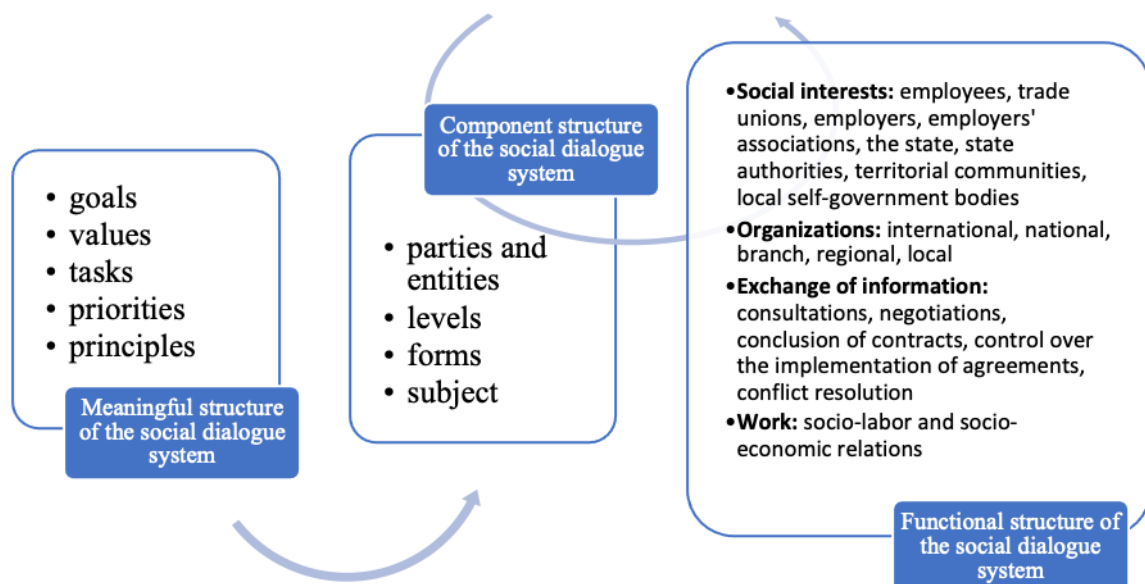 • goals
• values
• tasks
• priorities
• principles
Meaningful structure
of the social dialogue
system
Component structure
of the social dialogue
system
• parties and
entities
• levels
• forms
• subject
•Social interests: employees, trade
unions, employers, employers'
associations, the state, state
authorities, territorial communities,
local self-government bodies
•Organizations: international, national,
branch, regional, local
•Exchange of information:
consultations, negotiations,
conclusion of contracts, control over
the implementation of agreements,
conflict resolution
•Work: socio-labor and socio-
economic relations
Functional structure of
the social dialogue
system